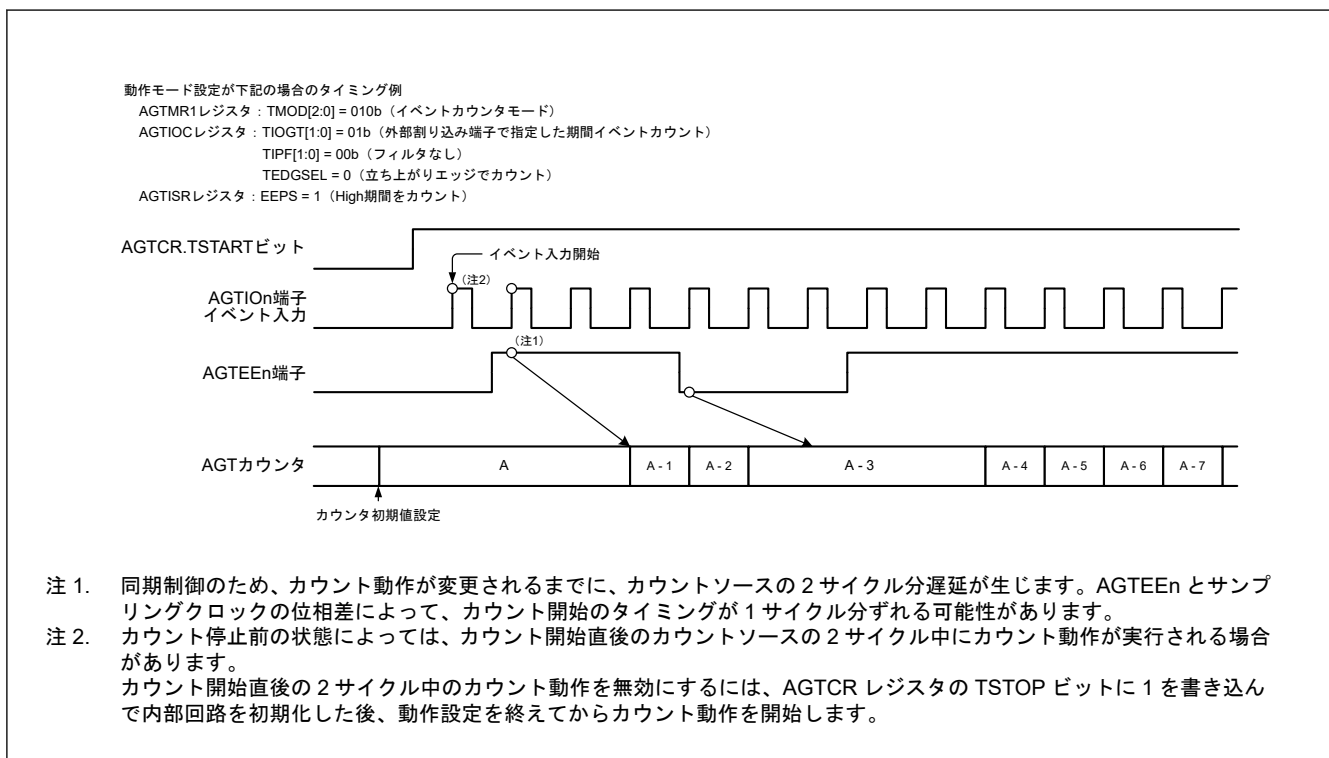 動作モード設定が下記の場合のタイミング例
AGTMR1レジスタ：TMOD[2:0] = 010b（イベントカウンタモード）
AGTIOCレジスタ：TIOGT[1:0] = 01b（外部割り込み端子で指定した期間イベントカウント）
TIPF[1:0] = 00b（フィルタなし）
TEDGSEL = 0（立ち上がりエッジでカウント）
AGTISRレジスタ：EEPS = 1（High期間をカウント）
AGTCR.TSTARTビット
イベント入力開始
（注2）
AGTIOn端子
イベント入力
（注1）
AGTEEn端子
AGTカウンタ
A
A - 1
A - 2
A - 3
A - 4
A - 5
A - 6
A - 7
カウンタ初期値設定
注 1. 同期制御のため、カウント動作が変更されるまでに、カウントソースの 2 サイクル分遅延が生じます。AGTEEn とサンプ
リングクロックの位相差によって、カウント開始のタイミングが 1 サイクル分ずれる可能性があります。
注 2. カウント停止前の状態によっては、カウント開始直後のカウントソースの 2 サイクル中にカウント動作が実行される場合
があります。
カウント開始直後の 2 サイクル中のカウント動作を無効にするには、AGTCR レジスタの TSTOP ビットに 1 を書き込ん
で内部回路を初期化した後、動作設定を終えてからカウント動作を開始します。